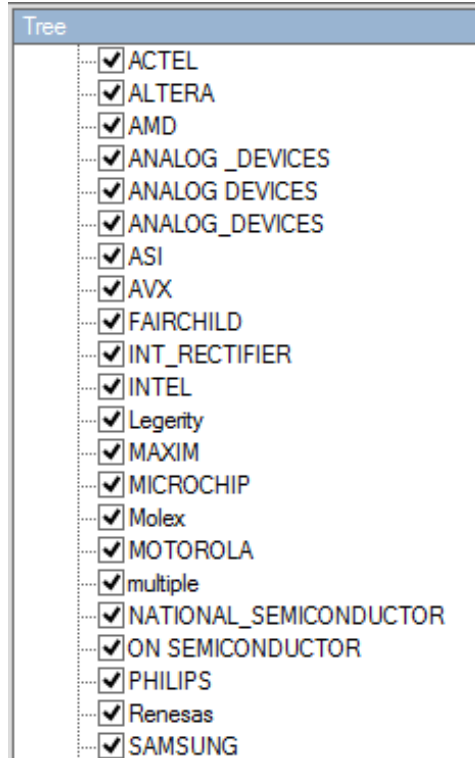 Tree
ACTEL
ALTERA
AMD
ANALOG _DEVICES
ANALOG DEVICES
ANALOG_DEVICES
ASI
AVX
FAIRCHILD
INT_RECTIFIER
INTEL
Legerity
MAXIM
MICROCHIP
Molex
MOTOROLA
multiple
NATIONAL_SEMICONDUCTOR
ON SEMICONDUCTOR
PHILIPS
Renesas
SAMSUNG